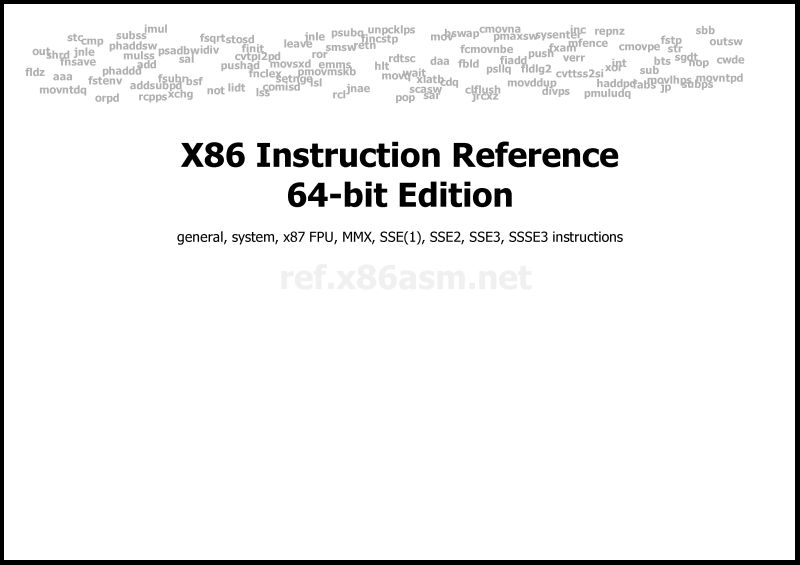 imul
stc cmp subss fsqrt stosd jnle psubq unpcklps fincstp mov bswap cmovna pmaxsw sysenter inc repnz sbb
out shrd jnle phaddsw psadbw idiv finit leave smsw retn fcmovnbe push fxam mfence cmovpe fstp str outsw
fnsave mulss add sal cvtpi2pd ror rdtsc daa fbld fiadd verr int bts sgdt nop cwde
fldz aaa phaddd pushad movsxd emms hlt psllq fldlg2 cvttss2si xor sub
fstenv fsubr bsf fnclex setnge pmovmskb movq wait xlatb cdq movddup haddpd fabs movlhps movntpd
movntdq addsubpd not lidt comisd lsl jnae scasw clflush divps pmuludq jp subps
orpd rcpps xchg lss rcl pop sar jrcxz
X86 Instruction Reference
64-bit Edition
general, system, x87 FPU, MMX, SSE(1), SSE2, SSE3, SSSE3 instructions
ref.x86asm.net